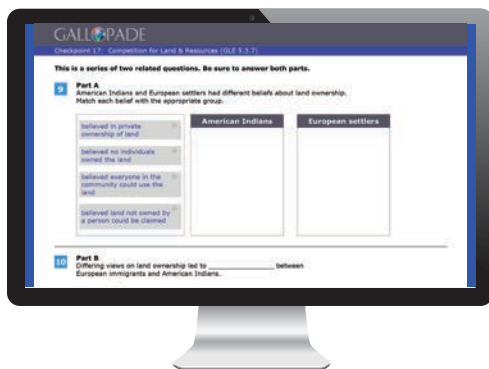 GALLOPADE
Checkpoint 17: Competition for Land & Resources (GLE 5.3.7)
This is a series of two related questions. Be sure to answer both parts.
9 Part A
American Indians and European settlers had different beliefs about land ownership.
Match each belief with the appropriate group.
believed in private
ownership of land
believed no individuals
owned the land
believed everyone in the
community could use the
land
believed land not owned by
a person could be claimed
American Indians
European settlers
10 Part B
Differing views on land ownership led to ____________________ between
European immigrants and American Indians.